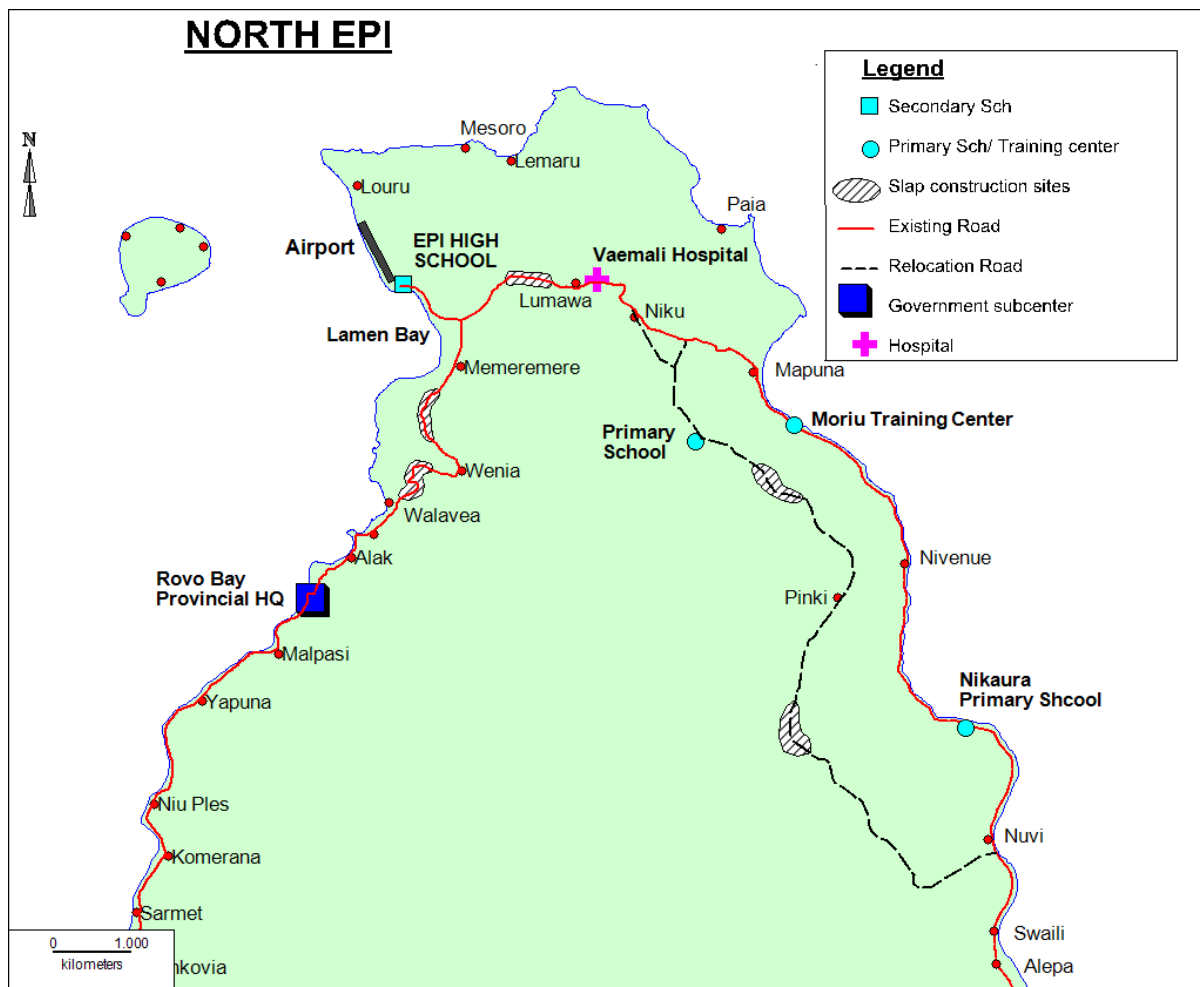 NORTH EPI
Legend
Secondary Sch
Primary Sch/ Training center
Slap construction sites
Existing Road
Relocation Road
Government subcenter
Hospital
N
Mesoro
Lemaru
Louru
Paia
Airport
EPI HIGH
SCHOOL
Vaemali Hospital
Lumawa
Niku
Lamen Bay
Memeremere
Mapuna
Moriu Training Center
Primary
School
Wenia
Walavea
Alak
Nivenue
Rovo Bay
Provincial HQ
Pinki
Malpasi
Nikaura
Primary Shcool
Yapuna
Niu Ples
Nuvi
Komerana
Sarmet
Swaili
Alepa
0 1.000
kilometers
nkovia